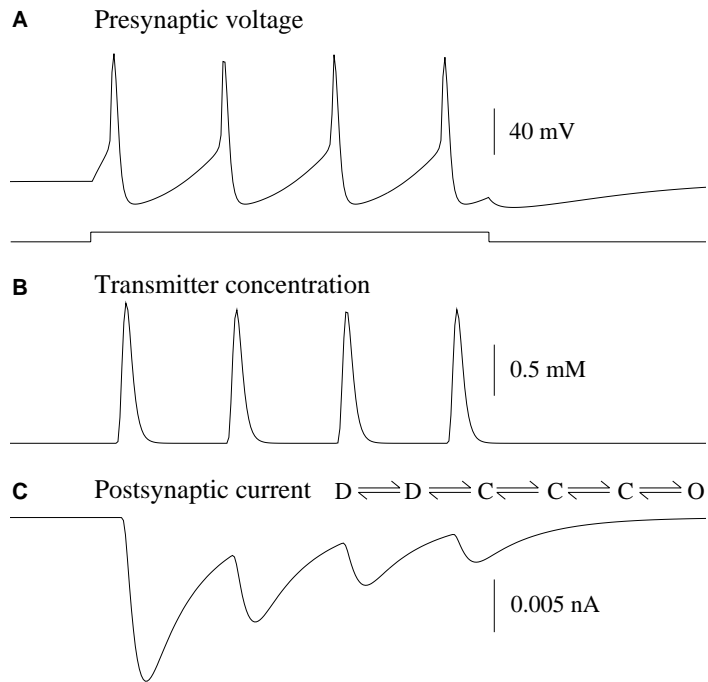 A Presynaptic voltage
40 mV
B Transmitter concentration
0.5 mM
C Postsynaptic current D ⇌ D ⇌ C ⇌ C ⇌ C ⇌ O
0.005 nA